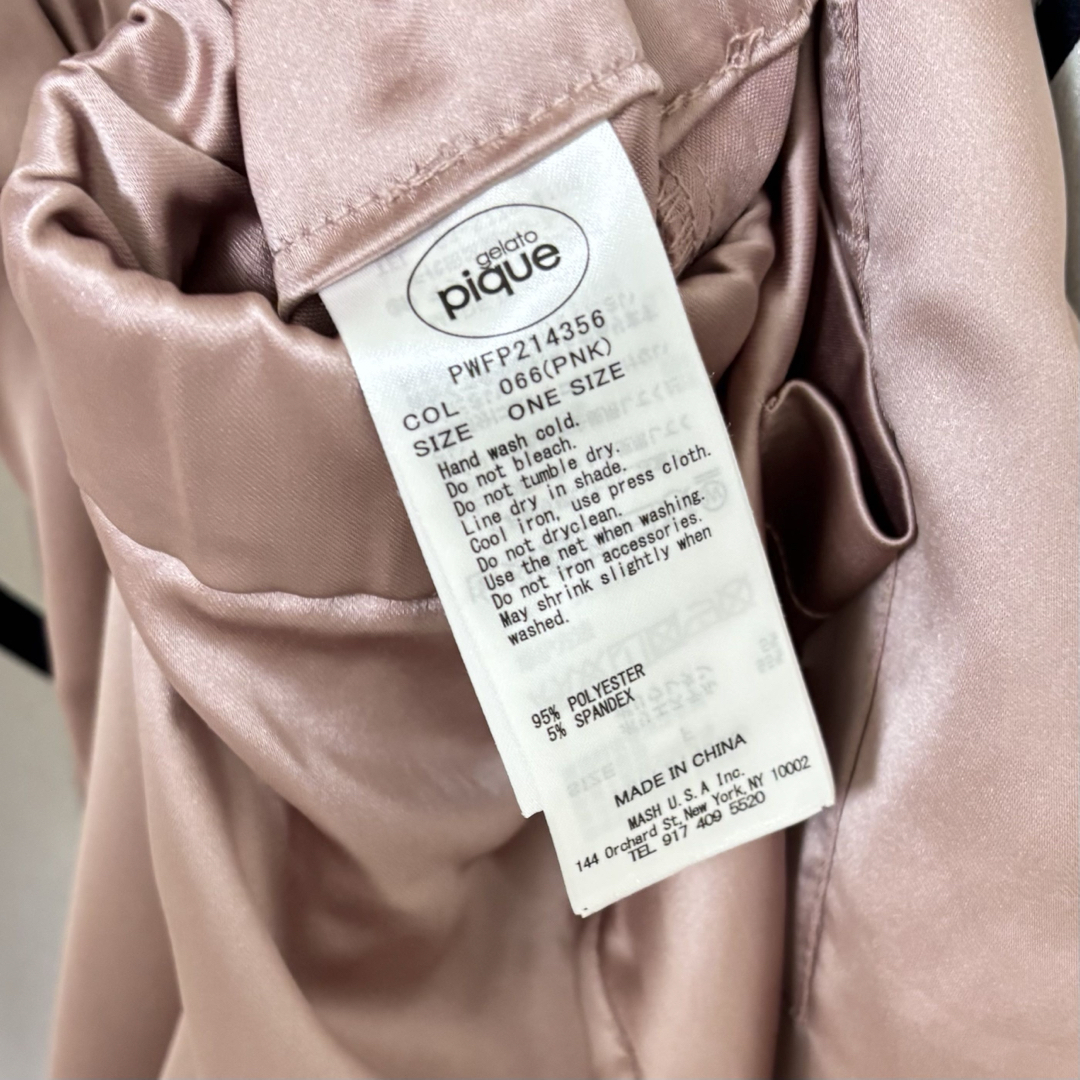 gelato
pique
PWFP214356
COL 066(PNK)
SIZE ONE SIZE
Hand wash cold.
Do not bleach.
Do not tumble dry.
Line dry in shade.
Cool iron, use press cloth.
Do not dryclean.
Use the net when washing.
Do not iron accessories.
May shrink slightly when
washed.
95% POLYESTER
5% SPANDEX
MADE IN CHINA
MASH U.S.A Inc.
144 Orchard St, New York, NY 10002
TEL 917 409 5520